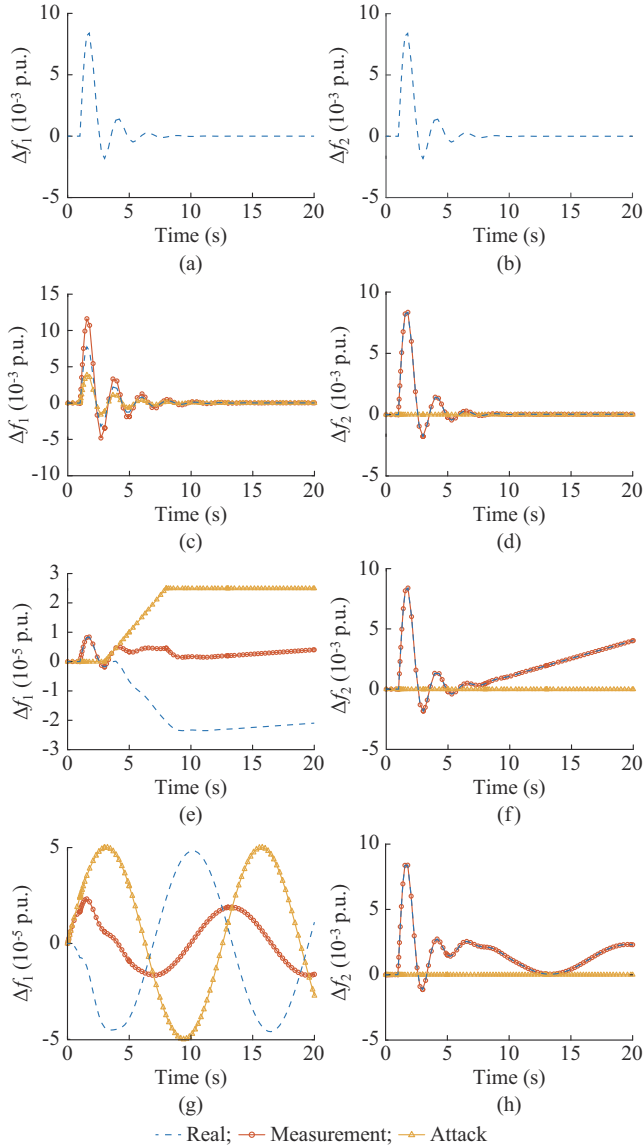 10
5
0
-5
Δf1 (10-3 p.u.)
0 5 10 15 20
Time (s)
(a)
10
5
0
-5
Δf2 (10-3 p.u.)
0 5 10 15 20
Time (s)
(b)
15
10
5
0
-5
-10
Δf1 (10-3 p.u.)
0 5 10 15 20
Time (s)
(c)
10
5
0
-5
Δf2 (10-3 p.u.)
0 5 10 15 20
Time (s)
(d)
3
2
1
0
-1
-2
3
Δf1 (10-5 p.u.)
0 5 10 15 20
Time (s)
(e)
10
5
0
-5
Δf2 (10-3 p.u.)
0 5 10 15 20
Time (s)
(f)
5
0
-5
Δf1 (10-5 p.u.)
0 5 10 15 20
Time (s)
(g)
10
5
0
-5
Δf2 (10-3 p.u.)
0 5 10 15 20
Time (s)
(h)
Real; Measurement; Attack